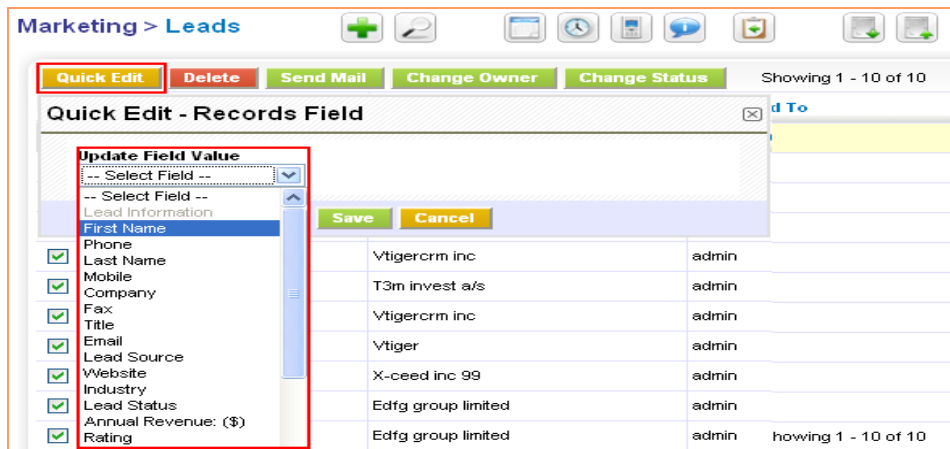 Marketing > Leads
Quick Edit Delete Send Mail Change Owner Change Status Showing 1 - 10 of 10
Quick Edit - Records Field d To
Update Field Value
-- Select Field --
-- Select Field --
Lead Information
First Name Save Cancel
Phone
Last Name Vtigercrm inc admin
Mobile
Company T3m invest a/s admin
Fax
Title Vtigercrm inc admin
Email
Lead Source Vtiger admin
Website
Industry X-ceed inc 99 admin
Lead Status Edfg group limited admin
Annual Revenue: ($)
Rating Edfg group limited admin howing 1 - 10 of 10